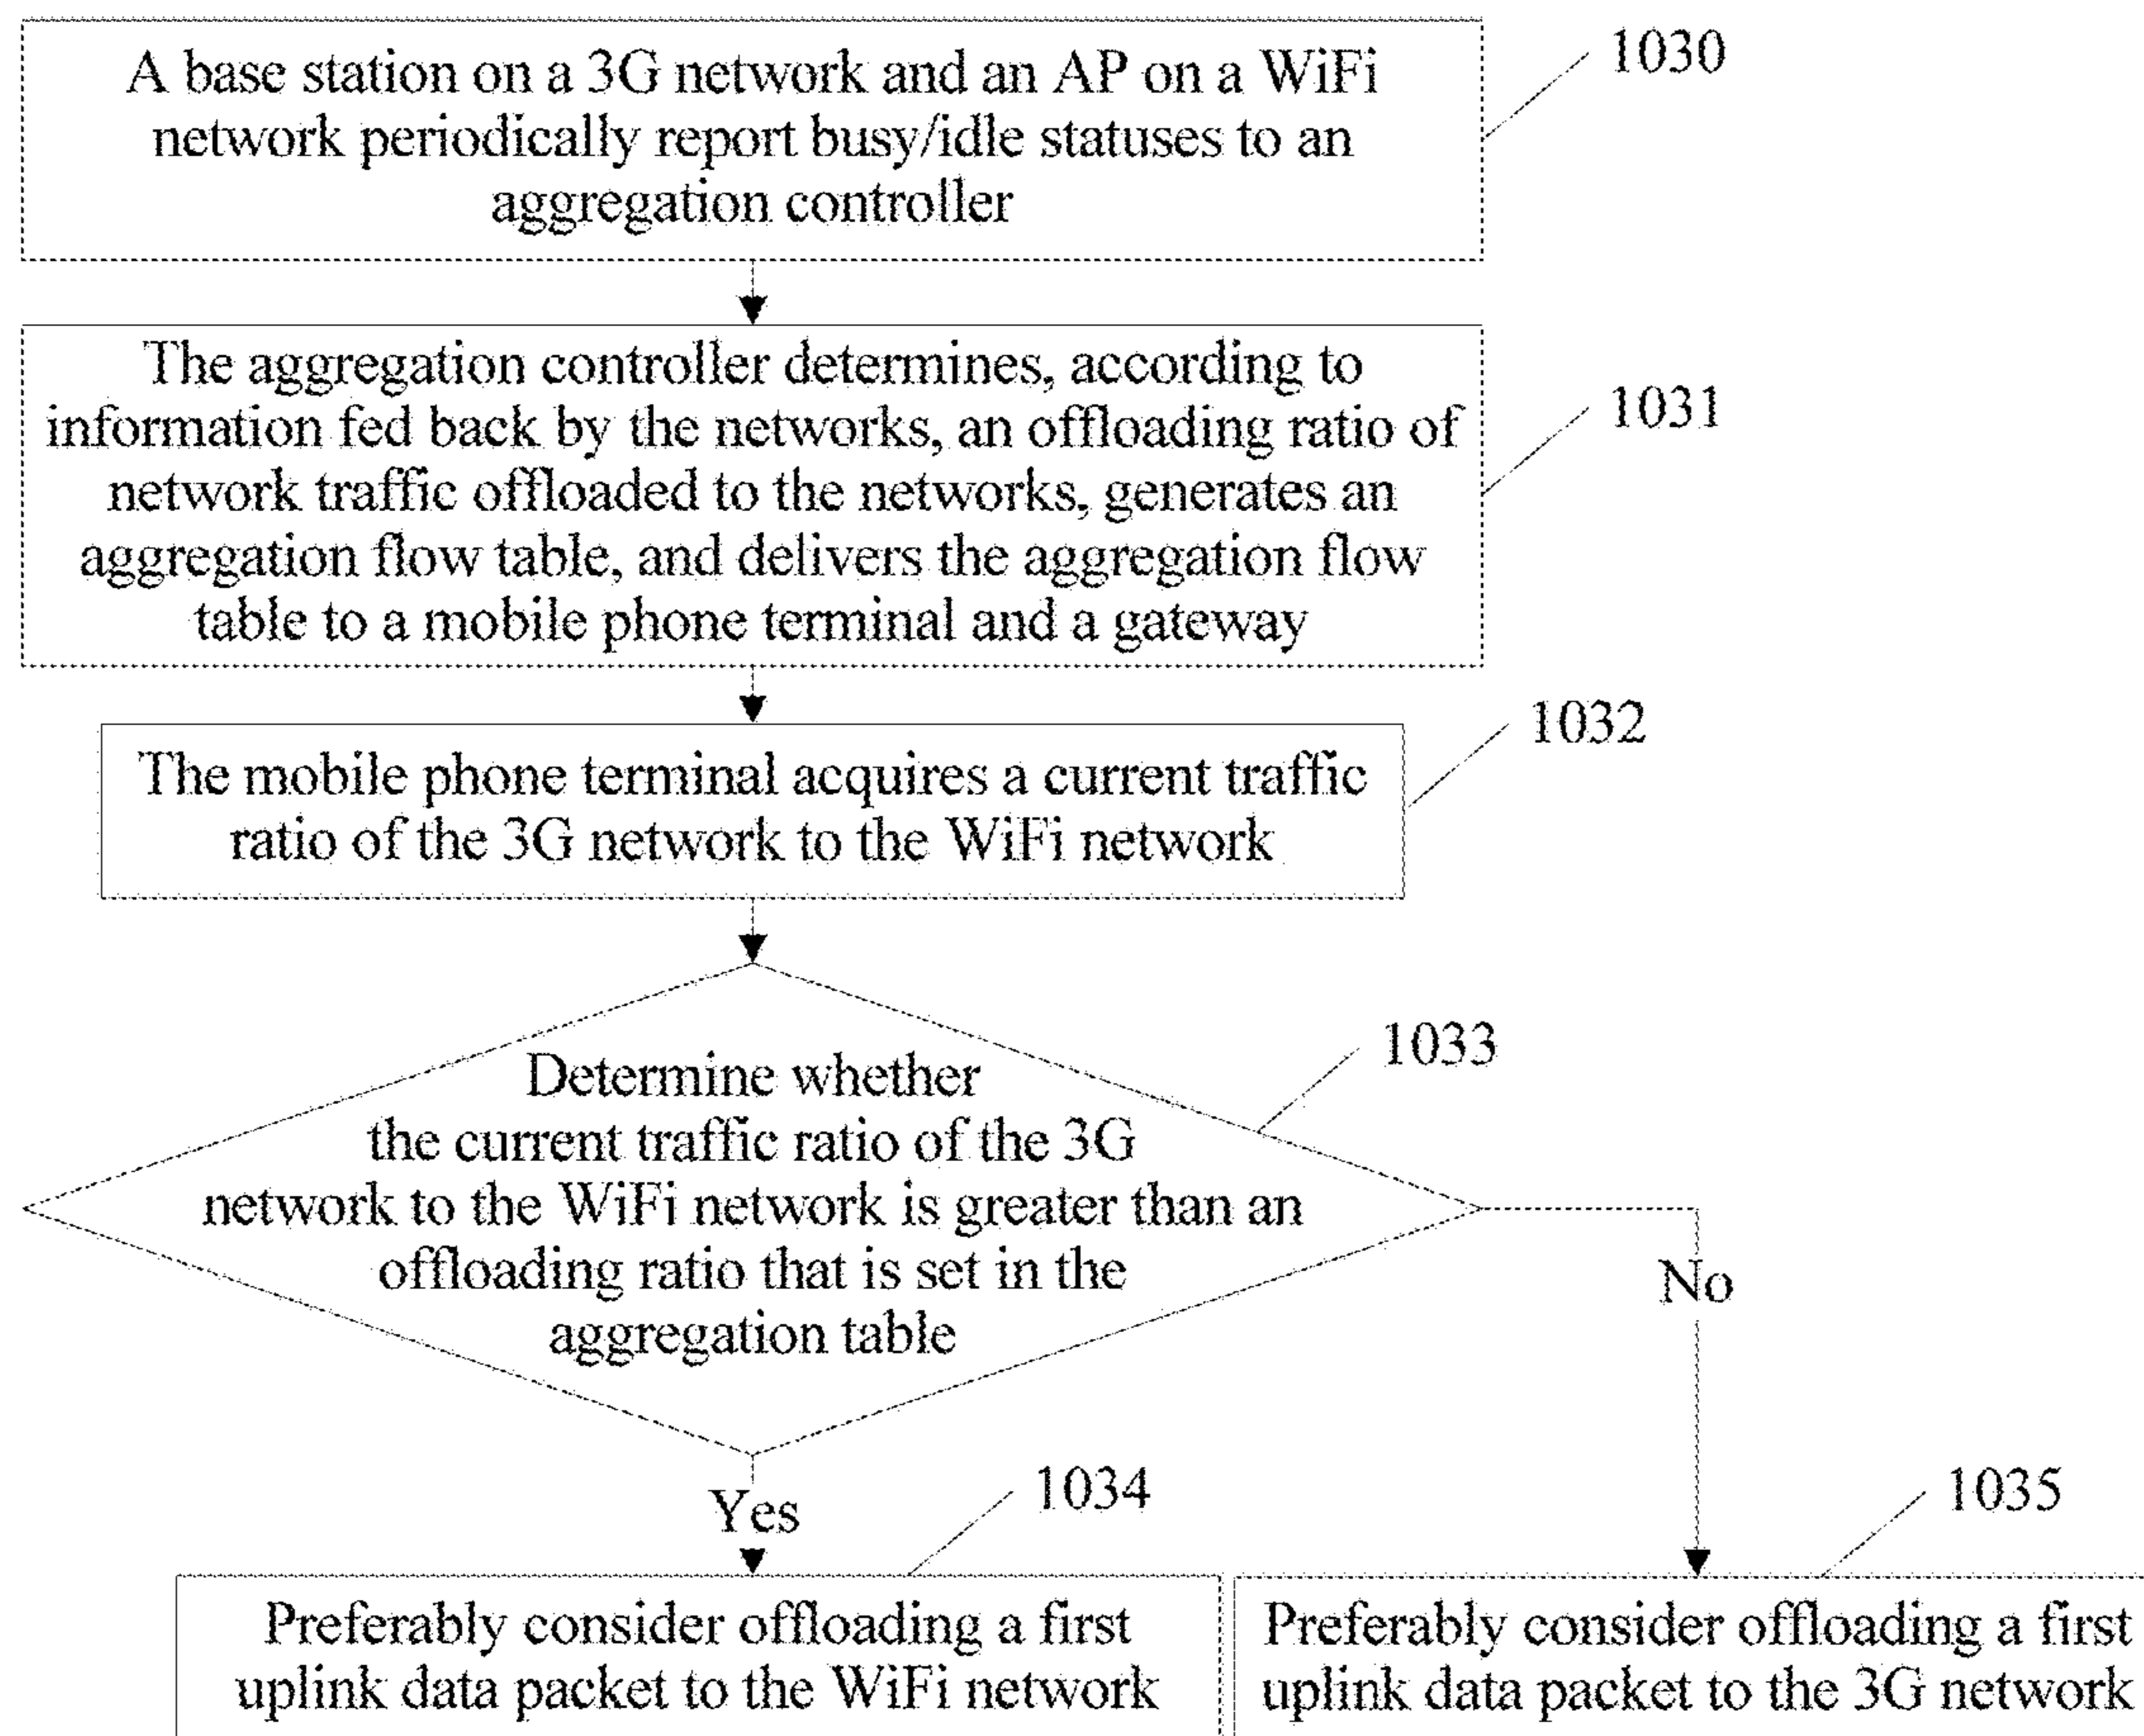 A base station on a 3G network and an AP on a WiFi
network periodically report busy/idle statuses to an
aggregation controller
1030
The aggregation controller determines, according to
information fed back by the networks, an offloading ratio of
network traffic offloaded to the networks, generates an
aggregation flow table, and delivers the aggregation flow
table to a mobile phone terminal and a gateway
1031
The mobile phone terminal acquires a current traffic
ratio of the 3G network to the WiFi network
1032
Determine whether
the current traffic ratio of the 3G
network to the WiFi network is greater than an
offloading ratio that is set in the
aggregation table
1033
No
Yes
1034
1035
Preferably consider offloading a first
uplink data packet to the WiFi network
Preferably consider offloading a first
uplink data packet to the 3G network